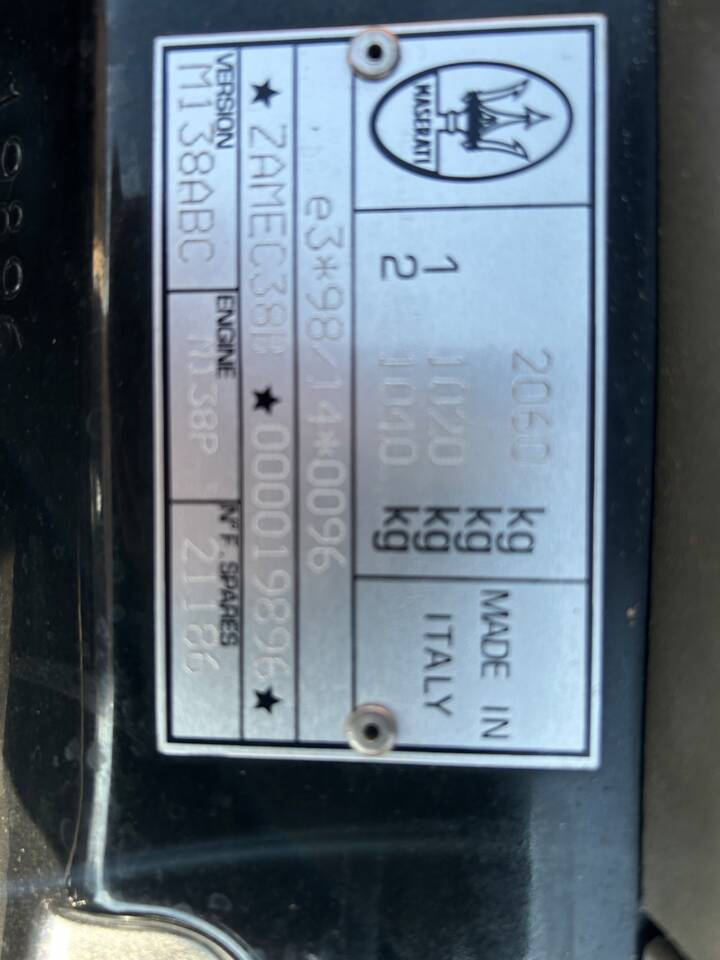 MASERATI
2060 kg
kg
1 1020 kg
2 1040 kg
MADE IN
ITALY
e3*98/14*0096
★ ZAMEC38B ★ 000019896 ★
VERSION ENGINE N° F. SPARES
M138ABC M138P 21186